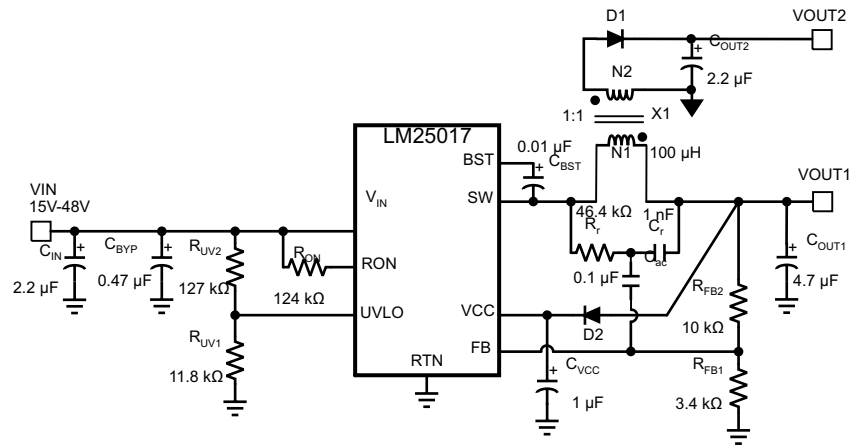 D1
VOUT2
COUT2
N2
2.2 µF
1:1
X1
LM25017
0.01 µF
N1
100 µH
BST
CBST
VIN
15V-48V
VIN
SW
VOUT1
46.4 kΩ
1 nF
Rr
Cr
CIN
CBYP
RUV2
RON
RON
Cac
COUT1
2.2 µF
0.47 µF
127 kΩ
124 kΩ
0.1 µF
RFB2
4.7 µF
UVLO
VCC
D2
10 kΩ
FB
RUV1
RTN
CVCC
RFB1
11.8 kΩ
1 µF
3.4 kΩ